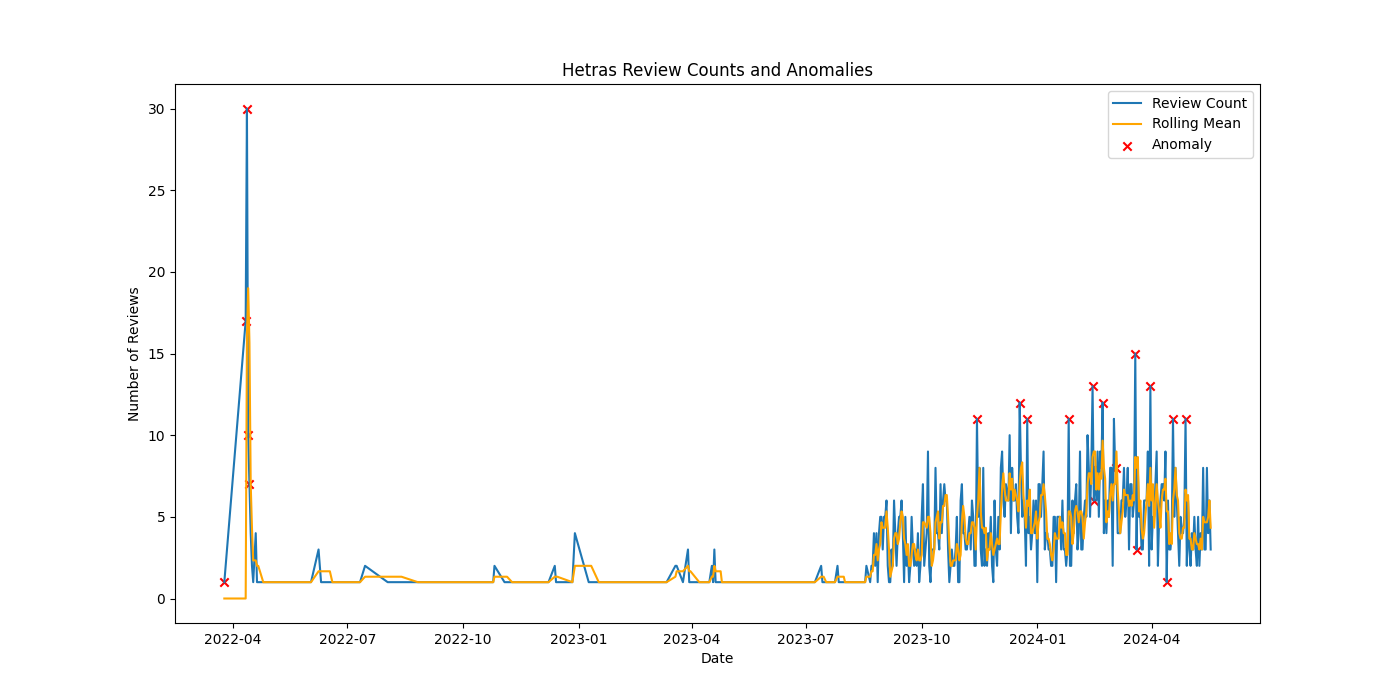 Hetras Review Counts and Anomalies
Review Count
Rolling Mean
Anomaly
30
25
20
15
10
5
0
Number of Reviews
2022-04 2022-07 2022-10 2023-01 2023-04 2023-07 2023-10 2024-01 2024-04
Date